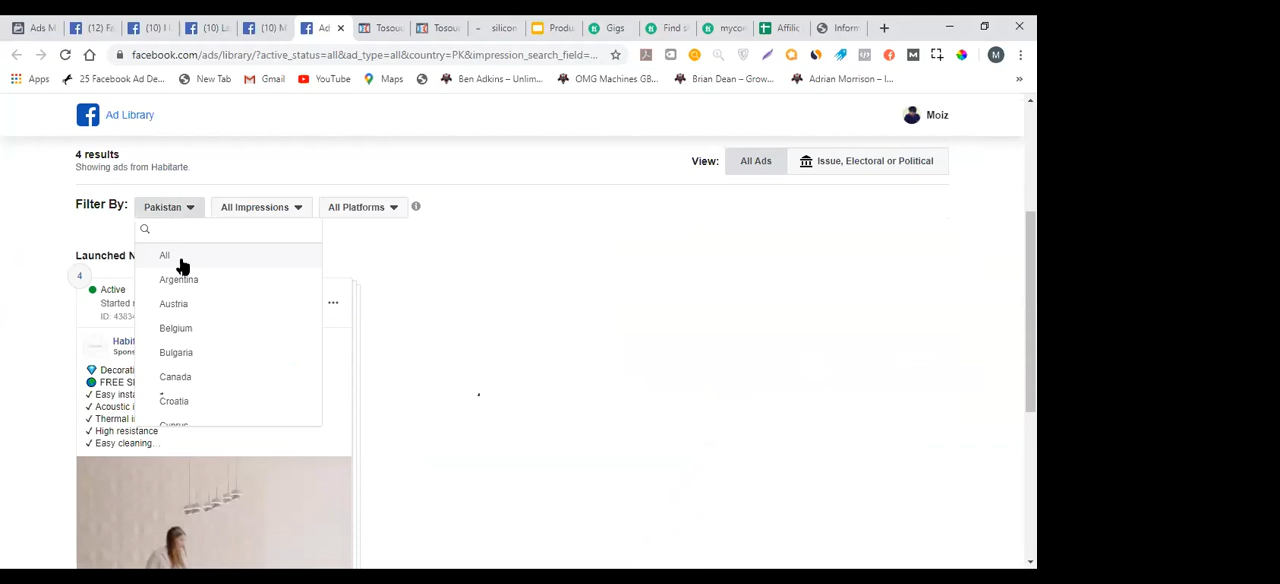 Ads M
(12) Fa
(10) I
(10) Li
(10) M
Ad
Tosou
Tosou
silicon
Produ
Gigs
Find s
myco
Affilic
Inform
facebook.com/ads/library/?active_status=all&ad_type=all&country=PK&impression_search_field=...
M
Apps
25 Facebook Ad De...
New Tab
Gmail
YouTube
Maps
Ben Adkins – Unlim...
OMG Machines GB...
Brian Dean – Grow...
Adrian Morrison – I...
»
Ad Library
Moiz
4 results
Showing ads from Habitarte.
View:
All Ads
Issue, Electoral or Political
Filter By:
Pakistan
All Impressions
All Platforms
All
Argentina
Austria
Belgium
Bulgaria
Canada
Croatia
Cyprus
Launched N
4
Active
Started r
ID: 4383
Habit
Spons
Decorati
FREE S
✓ Easy insta
✓ Acoustic i
✓ Thermal i
✓ High resistance
✓ Easy cleaning...